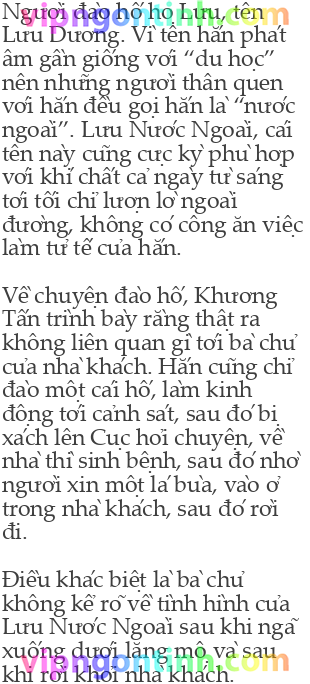 Người đào hố họ Lưu, tên
Lưu Dương. Vì tên hắn phát
âm gần giống với “du học”
nên những người thân quen
với hắn đều gọi hắn là “nước
ngoài”. Lưu Nước Ngoài, cái
tên này cũng cực kỳ phù hợp
với khí chất cả ngày từ sáng
tới tối chỉ lượn lờ ngoài
đường, không có công ăn việc
làm tử tế của hắn.

Về chuyện đào hố, Khương
Tấn trình bày rằng thật ra
không liên quan gì tới bà chủ
của nhà khách. Hắn cũng chỉ
đào một cái hố, làm kinh
động tới cảnh sát, sau đó bị
xách lên Cục hỏi chuyện, về
nhà thì sinh bệnh, sau đó nhờ
người xin một lá bùa, vào ở
trong nhà khách, sau đó rời
đi.

Điều khác biệt là bà chủ
không kể rõ về tình hình của
Lưu Nước Ngoài sau khi ngã
xuống dưới lăng mộ và sau
khi rời khỏi nhà khách.
vipngontinh.com
vipngontinh.com